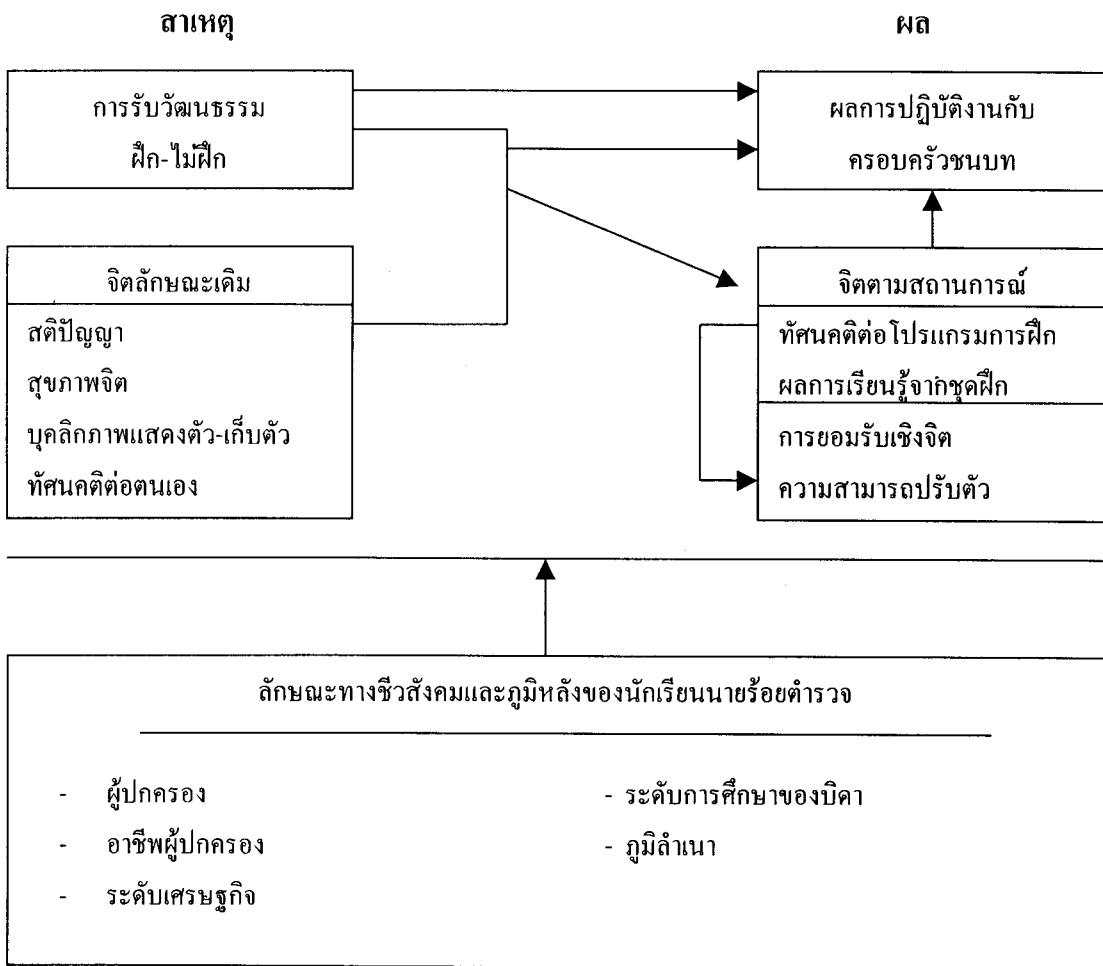 สาเหตุ
ผล
การรับวัฒนธรรม
ฝึก-ไม่ฝึก
ผลการปฏิบัติงานกับ
ครอบครัวชนบท
จิตลักษณะเดิม
สติปัญญา
สุขภาพจิต
บุคลิกภาพแสดงตัว-เก็บตัว
ทัศนคติต่อตนเอง
จิตตามสถานการณ์
ทัศนคติต่อโปรแกรมการฝึก
ผลการเรียนรู้จากชุดฝึก
การยอมรับเชิงจิต
ความสามารถปรับตัว
ลักษณะทางชีวสังคมและภูมิหลังของนักเรียนนายร้อยตำรวจ
- ผู้ปกครอง
- อาชีพผู้ปกครอง
- ระดับเศรษฐกิจ
- ระดับการศึกษาของบิดา
- ภูมิลำเนา